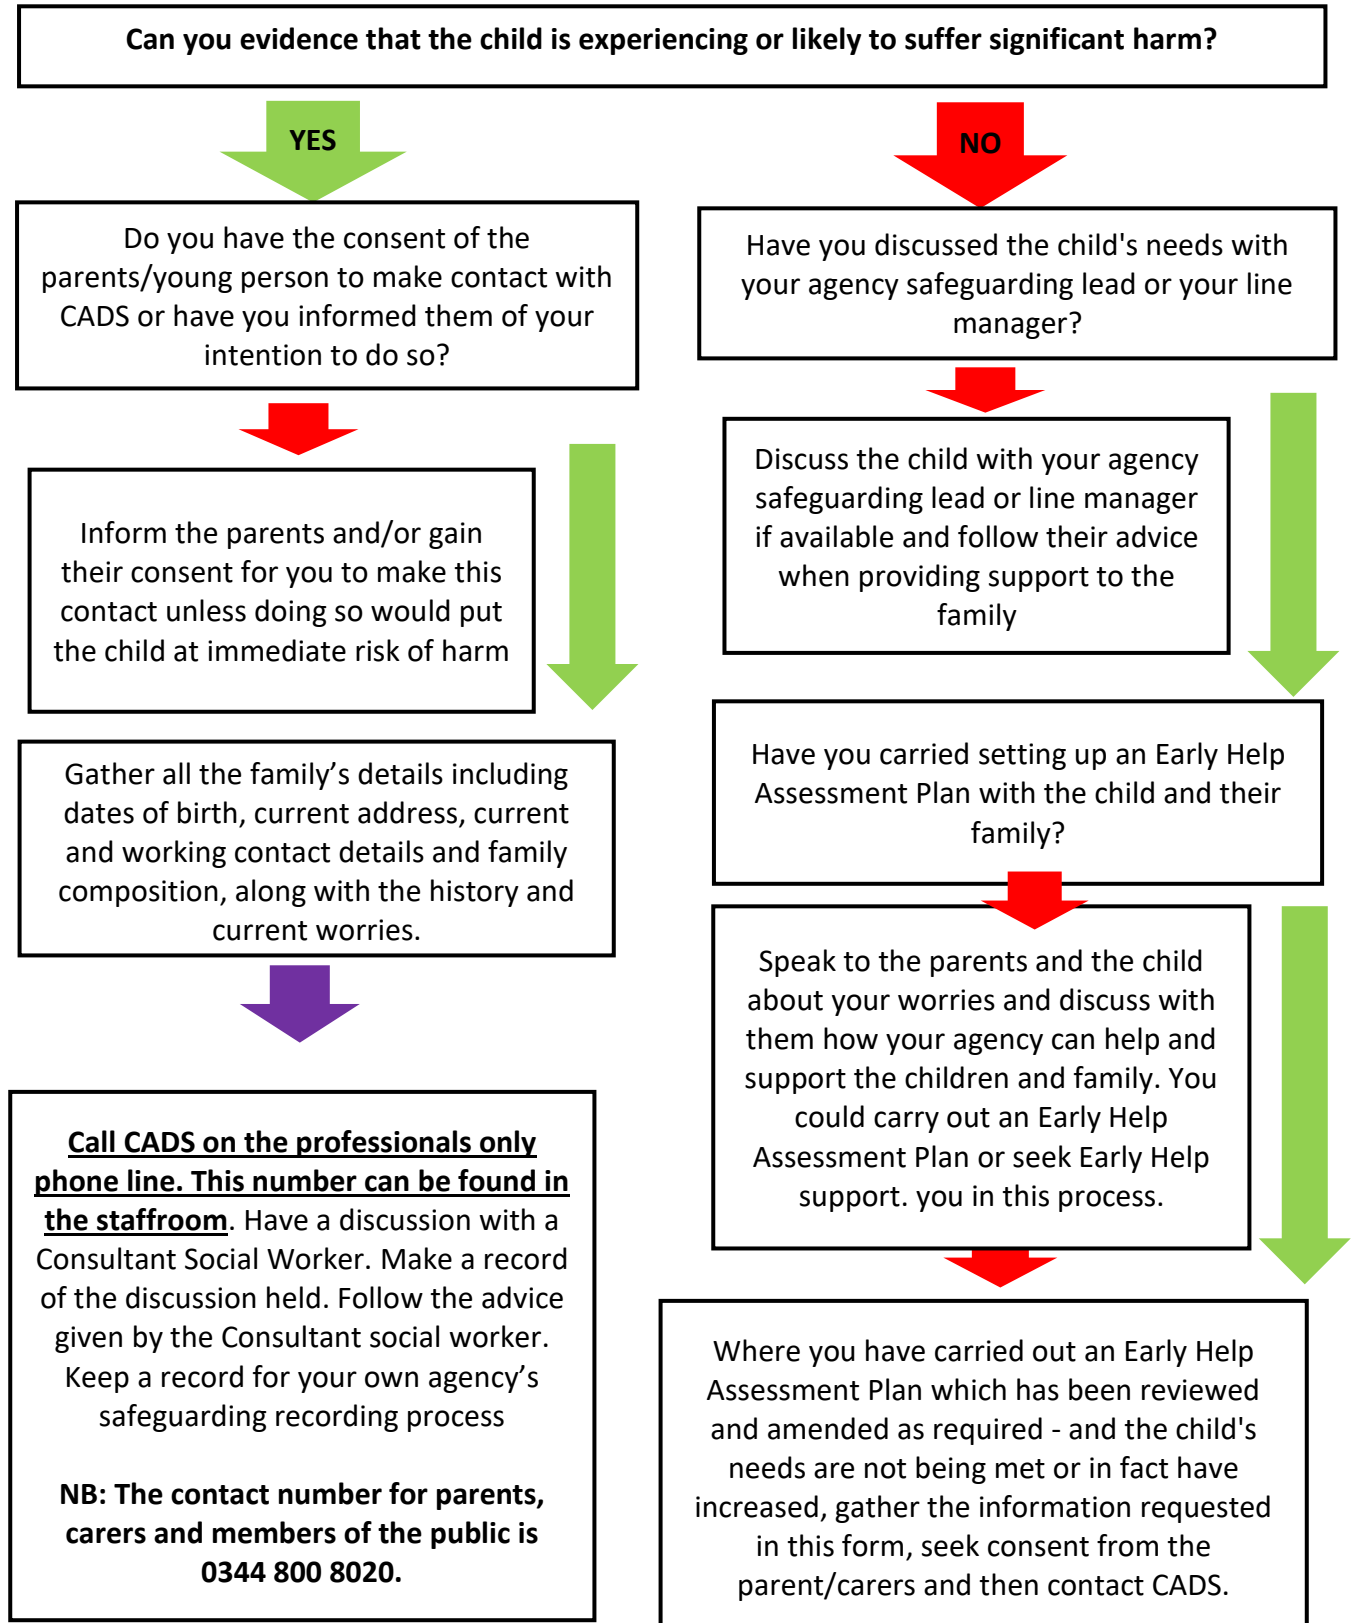 Can you evidence that the child is experiencing or likely to suffer significant harm?
YES
NO
Do you have the consent of the
parents/young person to make contact with
CADS or have you informed them of your
intention to do so?
Inform the parents and/or gain
their consent for you to make this
contact unless doing so would put
the child at immediate risk of harm
Gather all the family’s details including
dates of birth, current address, current
and working contact details and family
composition, along with the history and
current worries.
Call CADS on the professionals only
phone line. This number can be found in
the staffroom. Have a discussion with a
Consultant Social Worker. Make a record
of the discussion held. Follow the advice
given by the Consultant social worker.
Keep a record for your own agency’s
safeguarding recording process
NB: The contact number for parents,
carers and members of the public is
0344 800 8020.
Have you discussed the child's needs with
your agency safeguarding lead or your line
manager?
Discuss the child with your agency
safeguarding lead or line manager
if available and follow their advice
when providing support to the
family
Have you carried setting up an Early Help
Assessment Plan with the child and their
family?
Speak to the parents and the child
about your worries and discuss with
them how your agency can help and
support the children and family. You
could carry out an Early Help
Assessment Plan or seek Early Help
support. you in this process.
Where you have carried out an Early Help
Assessment Plan which has been reviewed
and amended as required - and the child's
needs are not being met or in fact have
increased, gather the information requested
in this form, seek consent from the
parent/carers and then contact CADS.